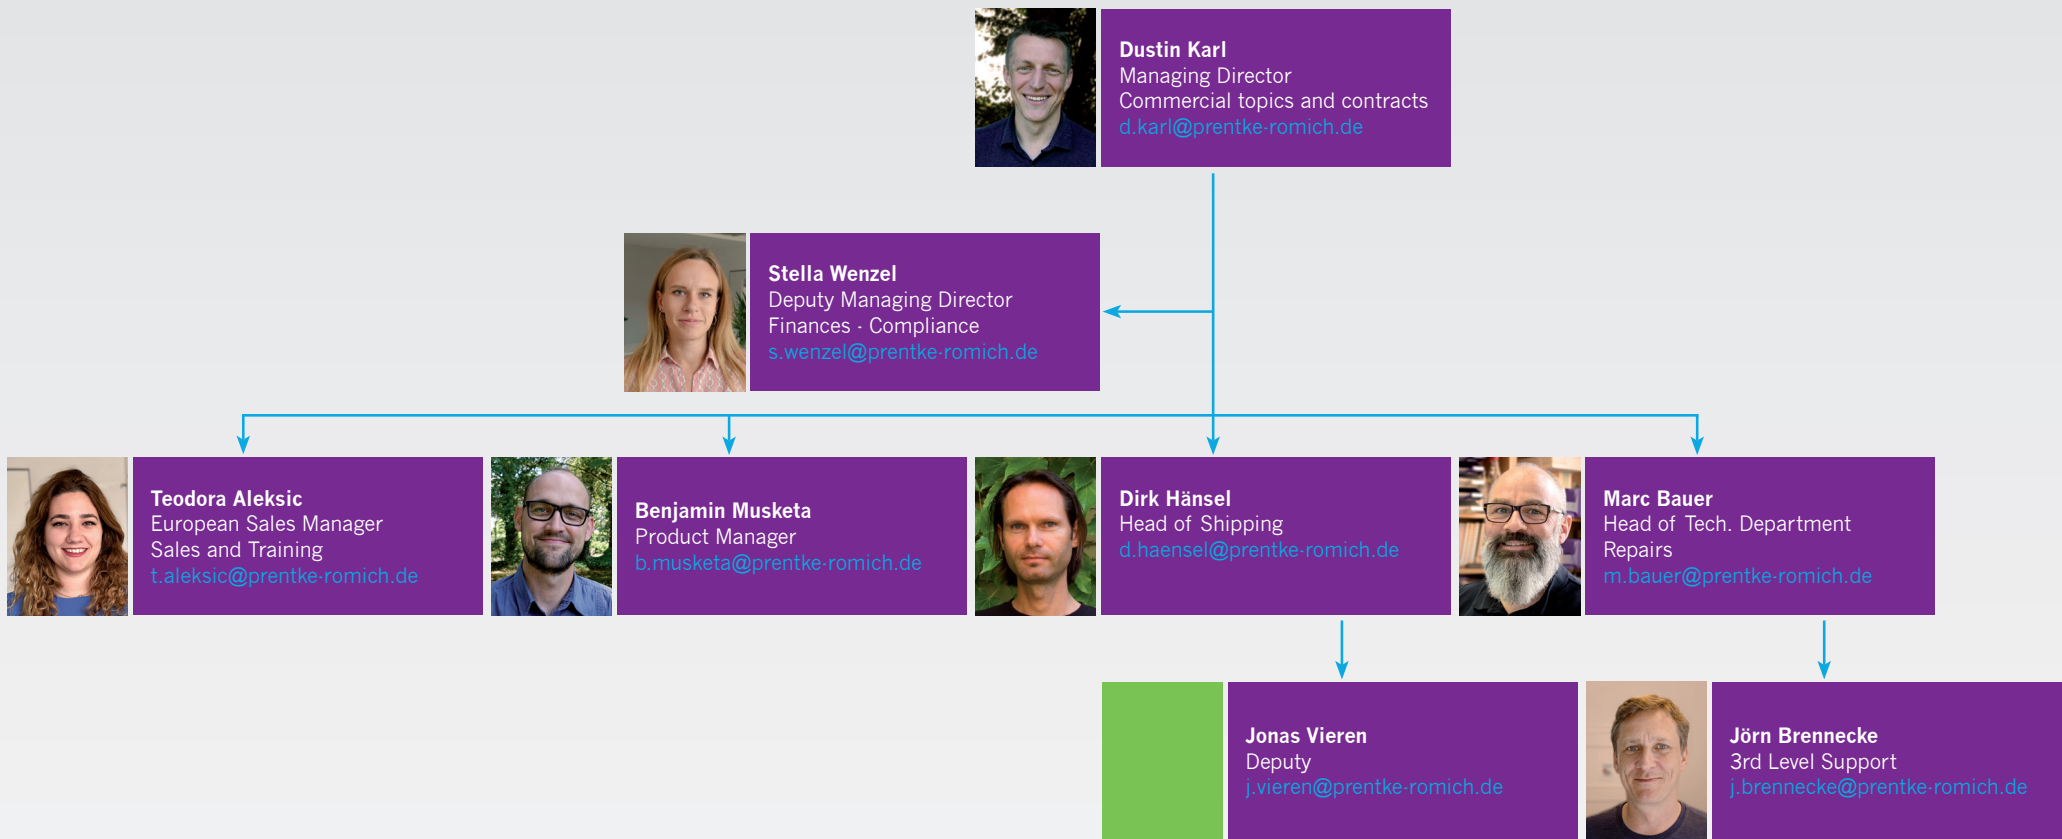 Dustin Karl
Managing Director
Commercial topics and contracts
d.karl@prentke-romich.de
Stella Wenzel
Deputy Managing Director
Finances - Compliance
s.wenzel@prentke-romich.de
Teodora Aleksic
European Sales Manager
Sales and Training
t.aleksic@prentke-romich.de
Benjamin Musketa
Product Manager
b.musketa@prentke-romich.de
Dirk Hänsel
Head of Shipping
d.haensel@prentke-romich.de
Marc Bauer
Head of Tech. Department
Repairs
m.bauer@prentke-romich.de
Jonas Vieren
Deputy
j.vieren@prentke-romich.de
Jörn Brennecke
3rd Level Support
j.brennecke@prentke-romich.de